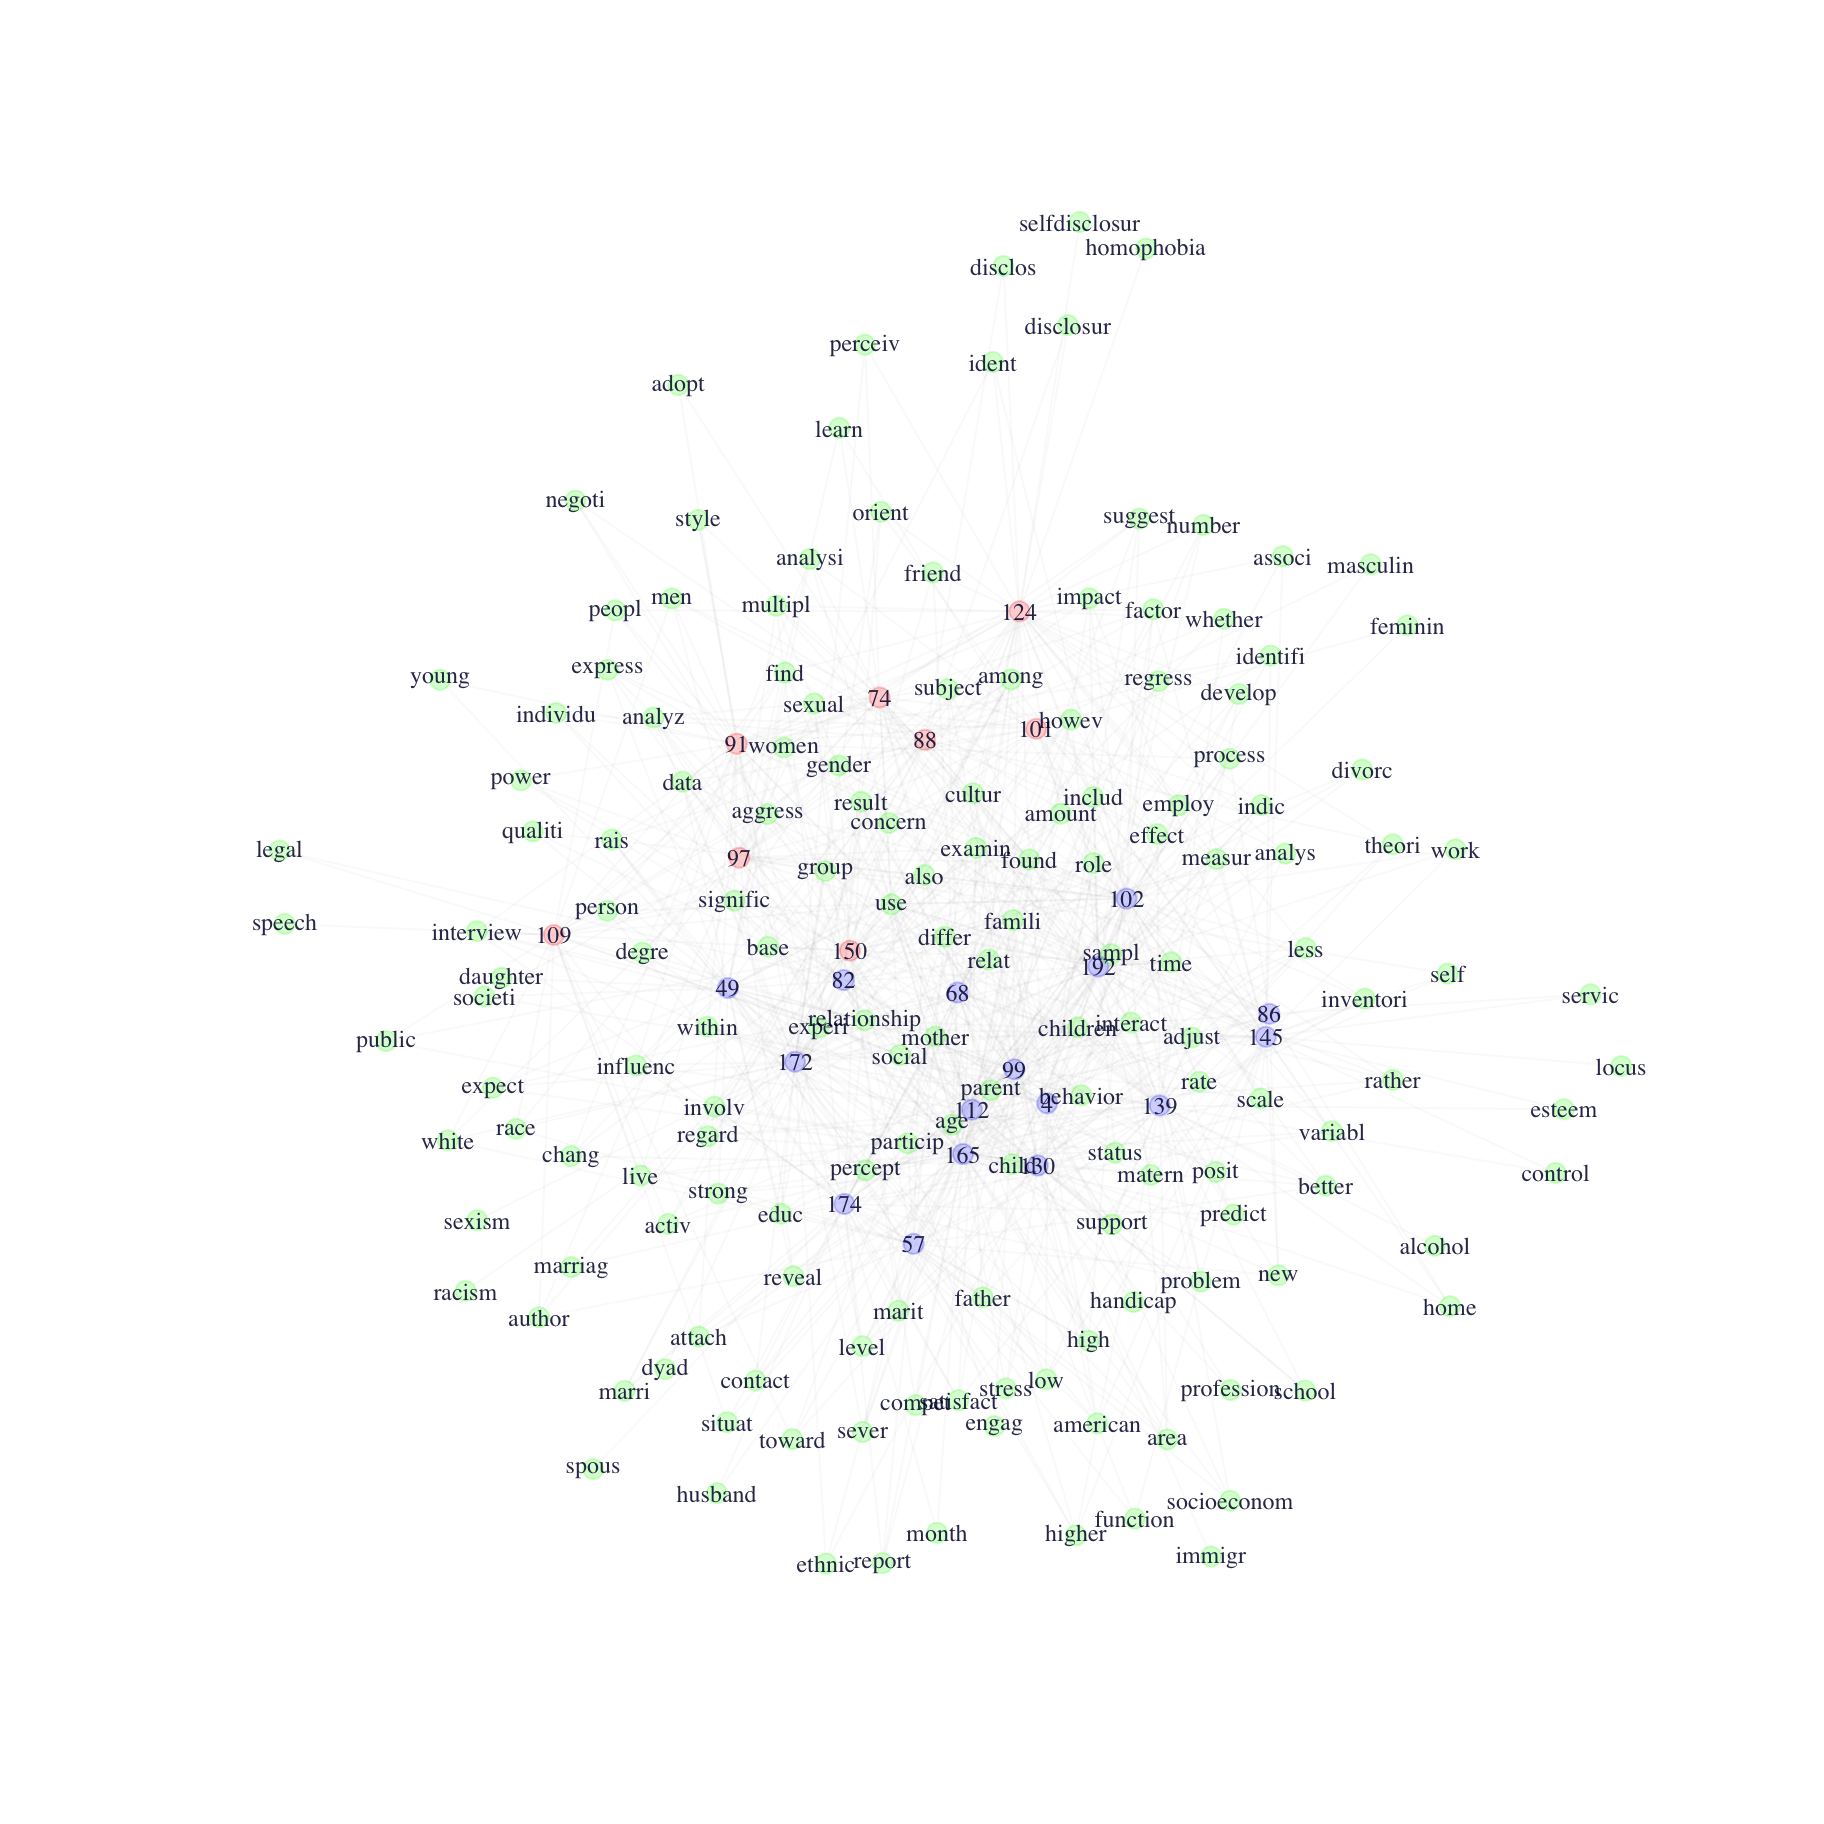 selfdisclosur
homophobia
disclos
disclosur
perceiv
ident
adopt
learn
negoti
style
orient
suggest
number
analysi
friend
associ
masculin
peopl
men
multipl
124
impact
factor
whether
feminin
young
express
find
sexual
74
subject
among
regress
identifi
develop
individu
analyz
91
women
88
101
howev
gender
process
divorc
power
data
aggress
result
concern
cultur
includ
amount
employ
effect
indic
legal
qualiti
rais
97
group
also
examin
found
role
measur
analys
theori
work
speech
interview
109
person
signific
use
famili
102
daughter
societi
degre
base
150
82
differ
relat
68
sampl
192
time
less
self
inventori
servic
49
public
within
experi
relationship
mother
children
interact
adjust
86
145
expect
influenc
172
social
99
parent
behavior
rate
scale
rather
locus
esteem
white
race
involv
regard
112
age
4
139
variabl
chang
live
particip
percept
165
child
130
status
matern
posit
better
control
sexism
strong
activ
educ
174
57
support
predict
alcohol
racism
marriag
author
reveal
marit
father
handicap
problem
new
home
attach
dyad
marri
level
high
contact
compet
satisfact
stress
low
profession
school
situat
toward
sever
engag
american
area
spous
husband
month
higher
function
socioeconom
ethnic
report
immigr